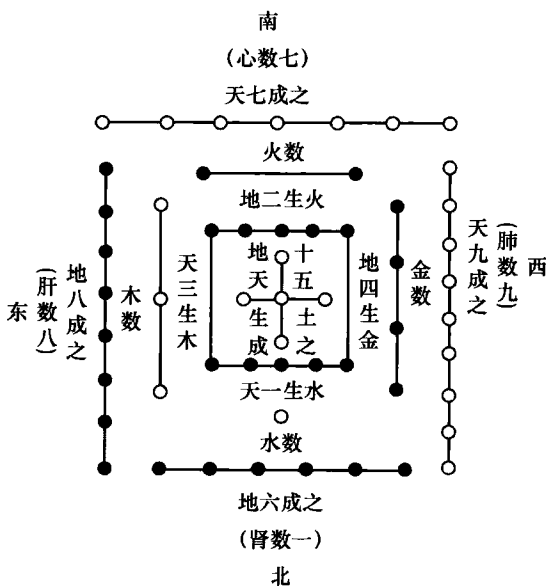 南
(心数七)
天七成之
火数
地二生火
东
(肝数八)
地八成之
木数
天三生木
地十
天五
生土
成之
地四生金
金数
天九成之
(肺数九)
西
天一生水
水数
地六成之
(肾数一)
北